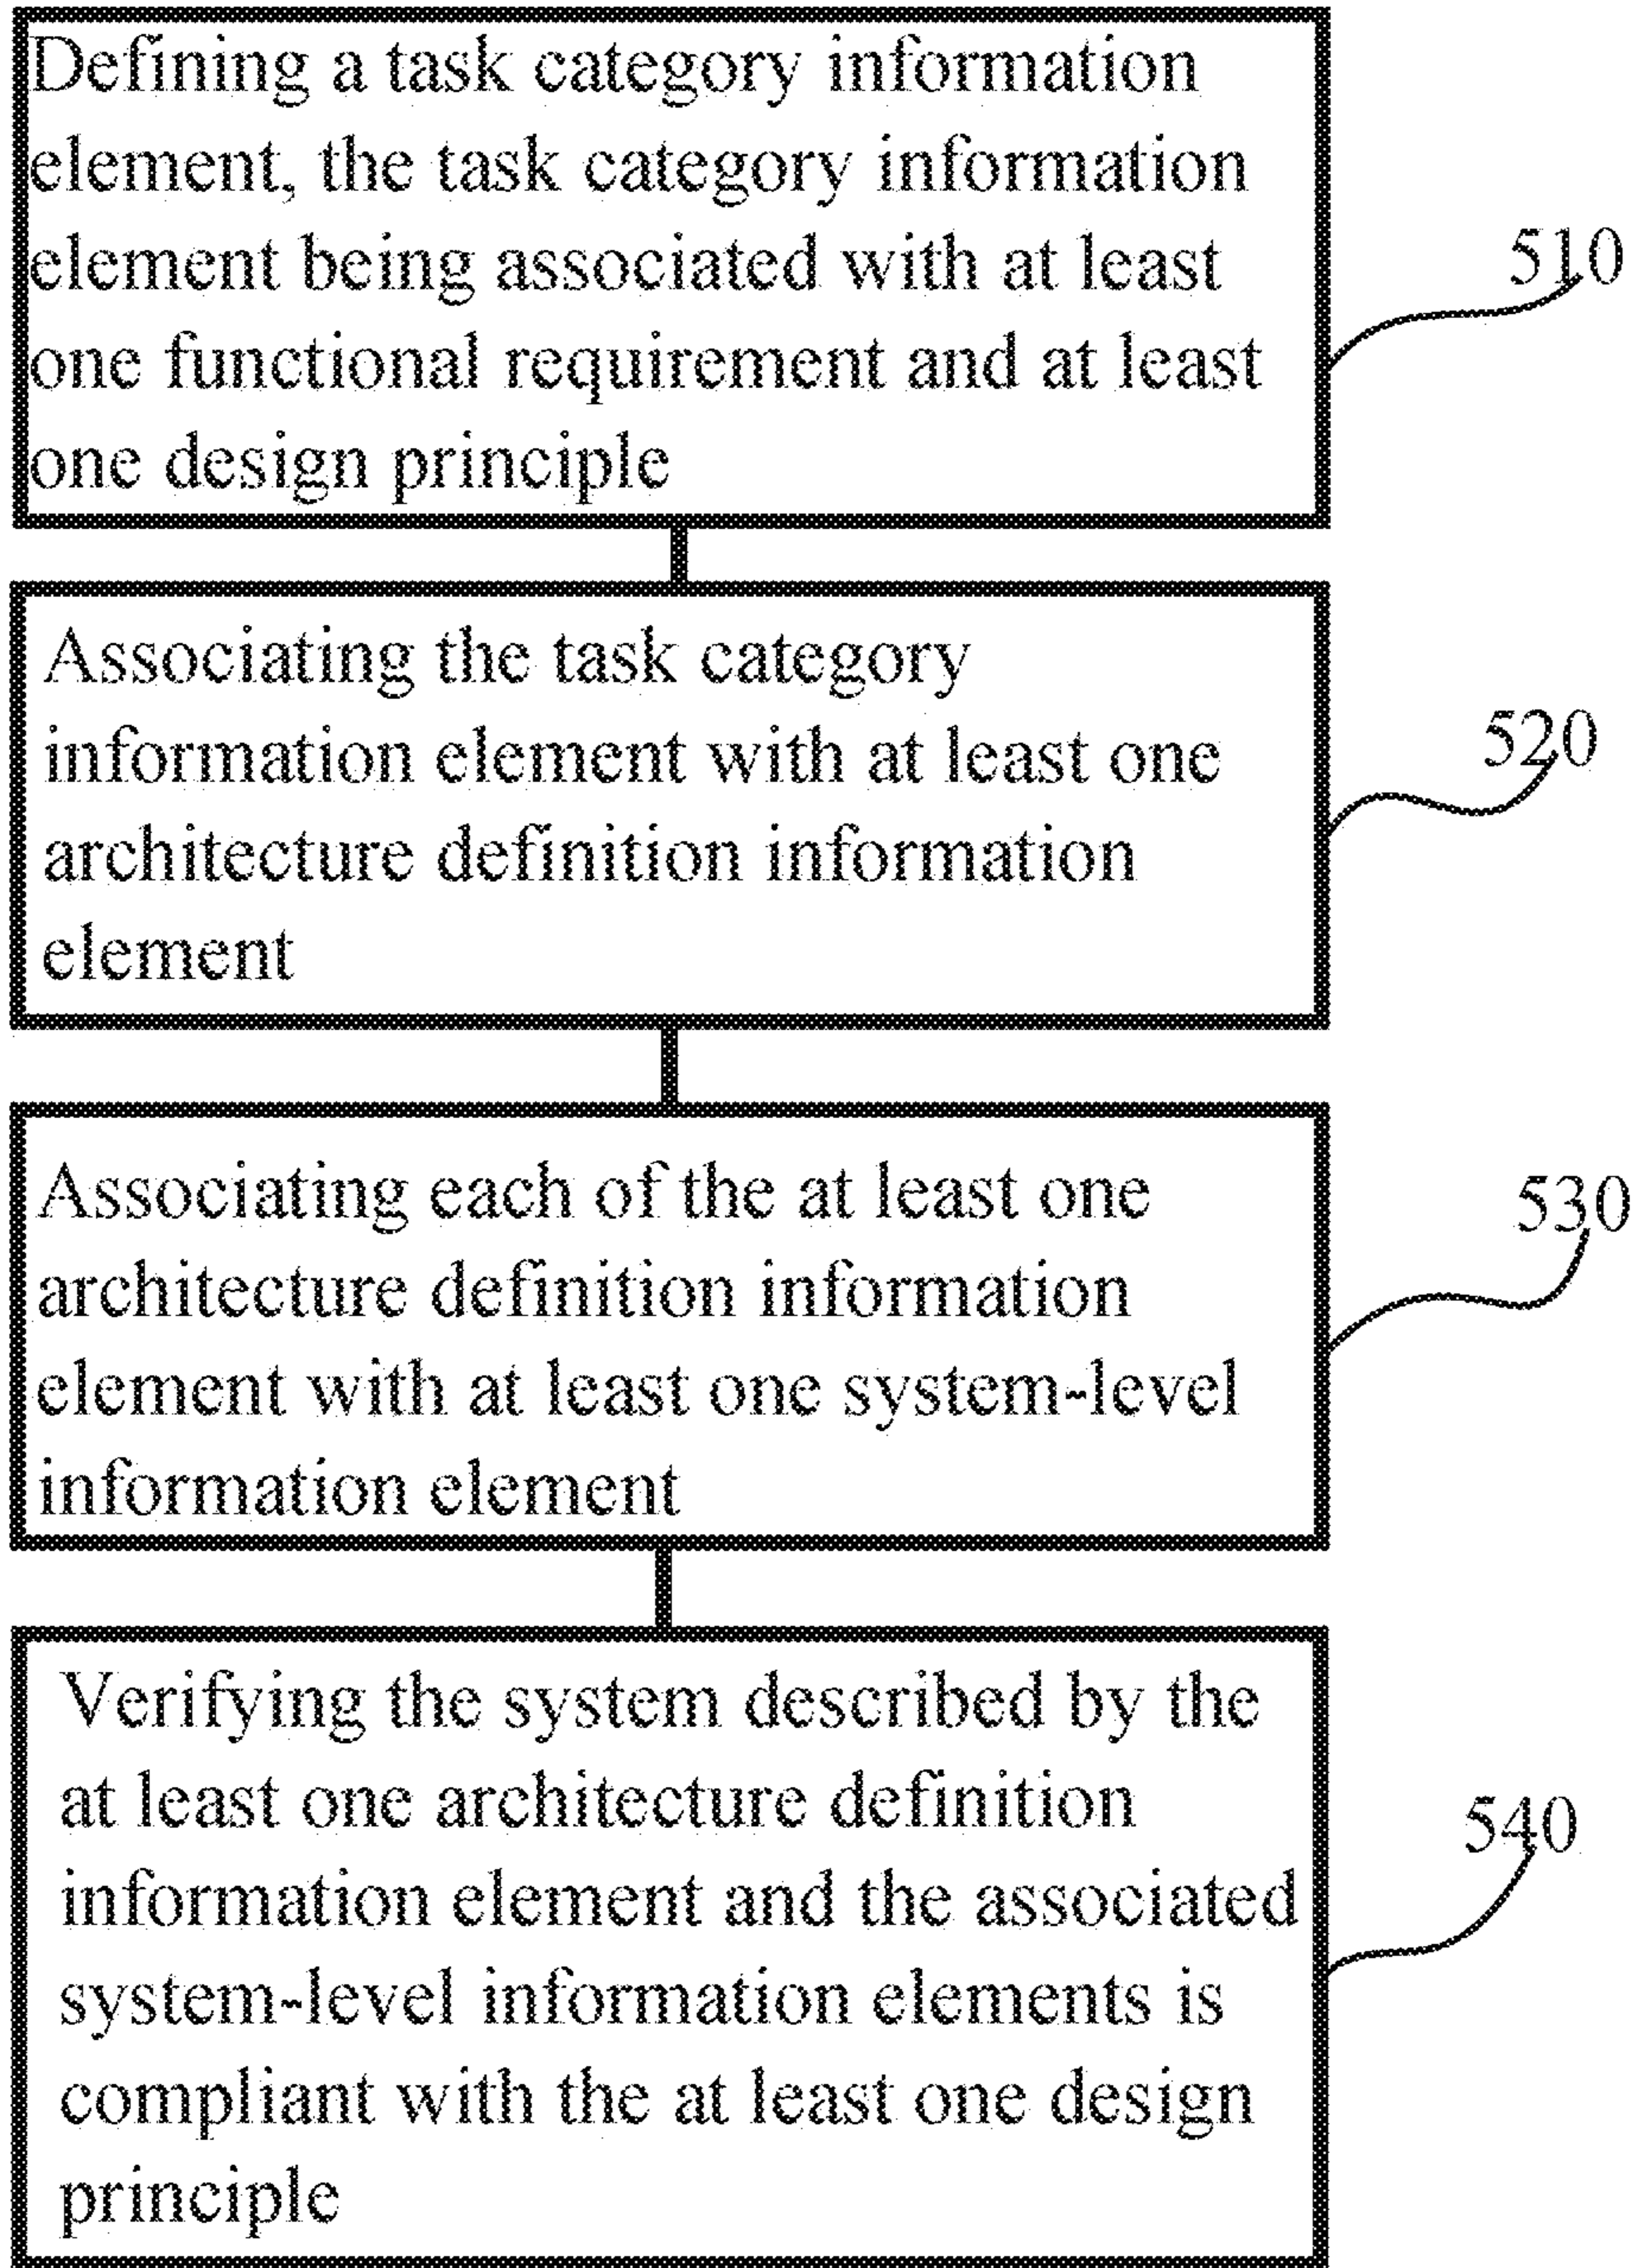 Defining a task category information
element, the task category information
element being associated with at least
one functional requirement and at least
one design principle
510
Associating the task category
information element with at least one
architecture definition information
element
520
Associating each of the at least one
architecture definition information
element with at least one system-level
information element
530
Verifying the system described by the
at least one architecture definition
information element and the associated
system-level information elements is
compliant with the at least one design
principle
540